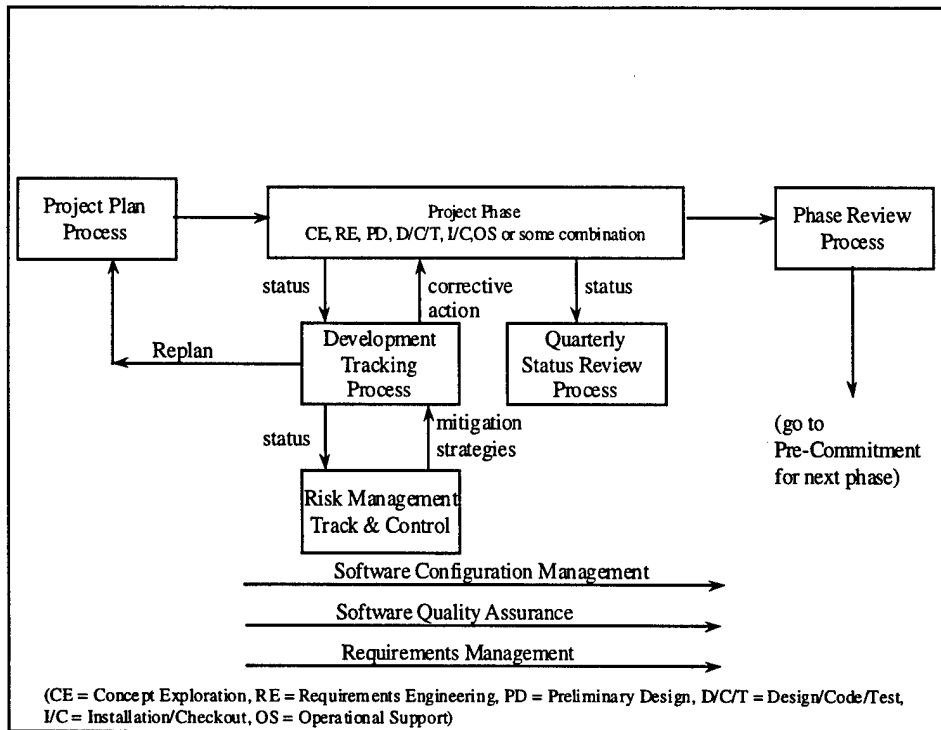 Project Plan
Process
Project Phase
CE, RE, PD, D/C/T, I/C,OS or some combination
Phase Review
Process
status
corrective
action
status
Replan
Development
Tracking
Process
Quarterly
Status Review
Process
status
mitigation
strategies
(go to
Pre-Commitment
for next phase)
Risk Management
Track & Control
Software Configuration Management
Software Quality Assurance
Requirements Management
(CE = Concept Exploration, RE = Requirements Engineering, PD = Preliminary Design, D/C/T = Design/Code/Test,
I/C = Installation/Checkout, OS = Operational Support)